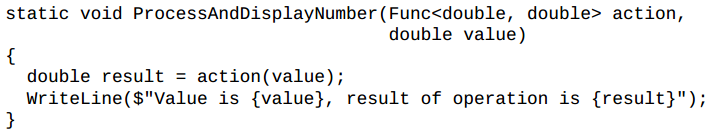 static void ProcessAndDisplayNumber(Func<double, double> action,
                                    double value)
{
  double result = action(value);
  WriteLine($"Value is {value}, result of operation is {result}");
}